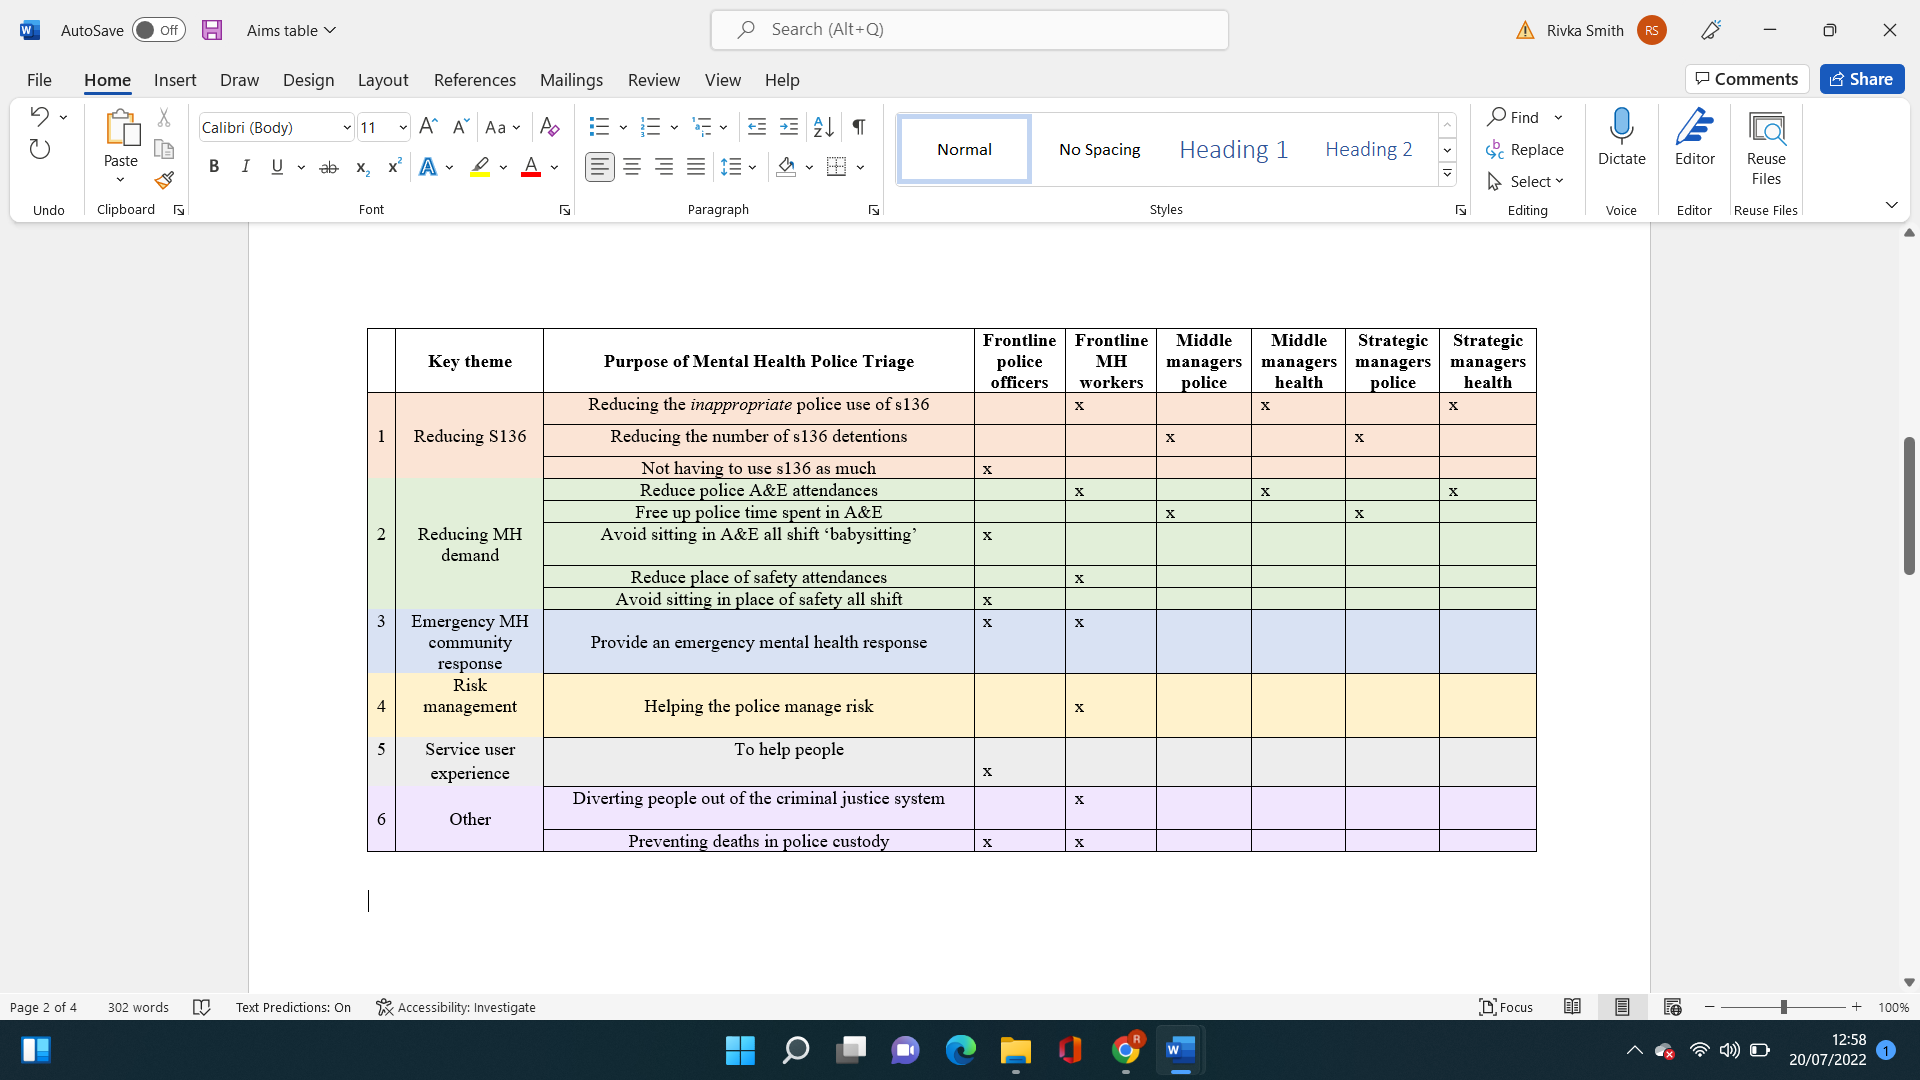 AutoSave Off Aims table Search (Alt+Q) Rivka Smith RS
File Home Insert Draw Design Layout References Mailings Review View Help Comments Share
Calibri (Body) 11 Aa
Paste
Undo Clipboard Font Paragraph Styles Editing Voice Editor Reuse Files
Normal No Spacing Heading 1 Heading 2
Find
Replace
Select
Dictate Editor Reuse Files
Key theme Purpose of Mental Health Police Triage Frontline police officers Frontline MH workers Middle managers police Middle managers health Strategic managers police Strategic managers health
1 Reducing S136 Reducing the inappropriate police use of s136 x x x
Reducing the number of s136 detentions x x
Not having to use s136 as much x
2 Reducing MH demand Reduce police A&E attendances x x x
Free up police time spent in A&E x x
Avoid sitting in A&E all shift ‘babysitting’ x
Reduce place of safety attendances x
Avoid sitting in place of safety all shift x
3 Emergency MH community response Provide an emergency mental health response x x
4 Risk management Helping the police manage risk x
5 Service user experience To help people x
6 Other Diverting people out of the criminal justice system x
Preventing deaths in police custody x x
Page 2 of 4 302 words Text Predictions: On Accessibility: Investigate Focus 100%
12:58
20/07/2022 1